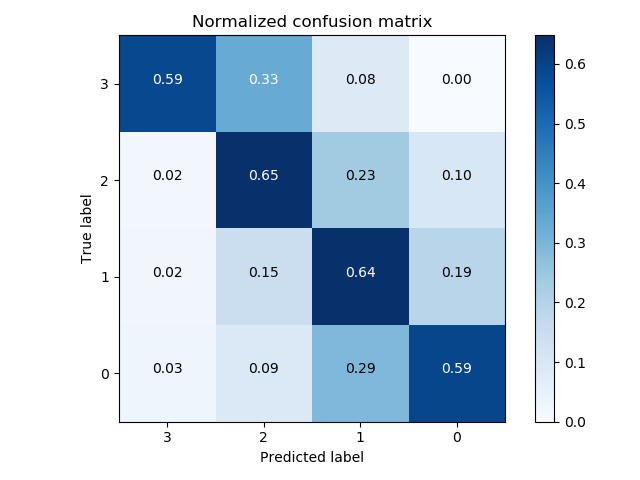 Normalized confusion matrix
True label
3 0.59 0.33 0.08 0.00
2 0.02 0.65 0.23 0.10
1 0.02 0.15 0.64 0.19
0 0.03 0.09 0.29 0.59
3 2 1 0
Predicted label
0.6
0.5
0.4
0.3
0.2
0.1
0.0